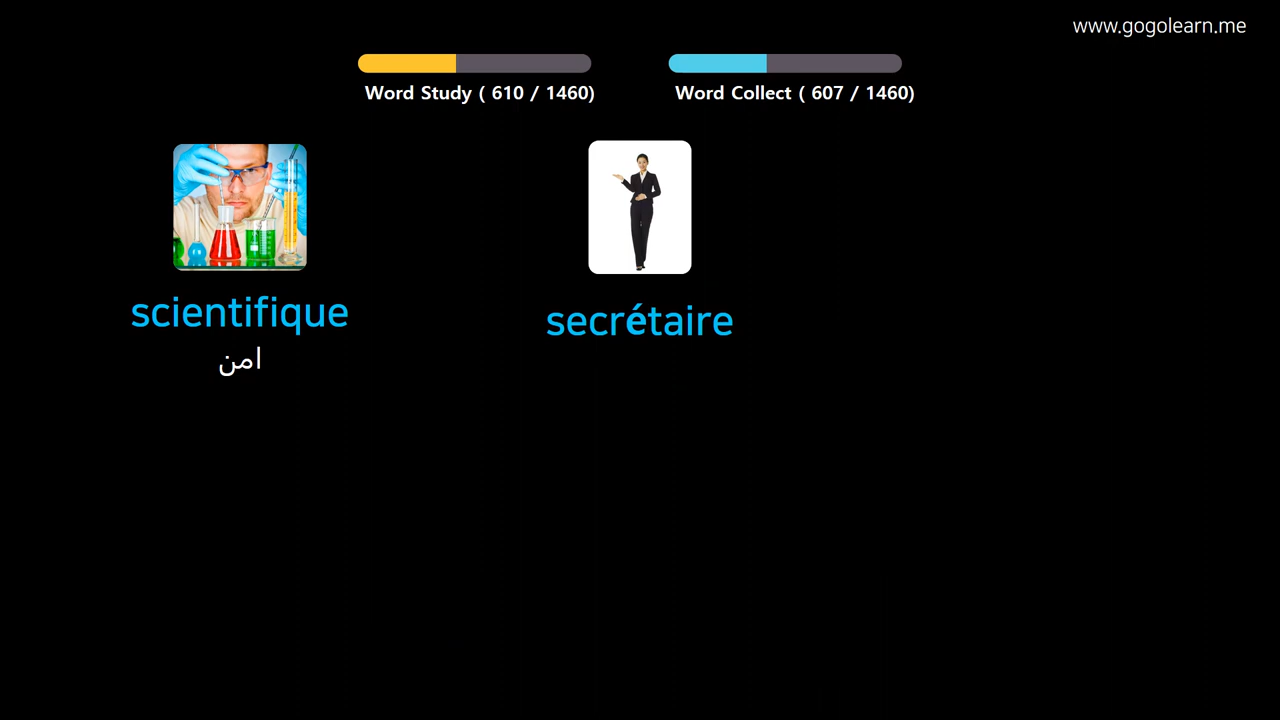 www.gogolearn.me
Word Study ( 610 / 1460)
Word Collect ( 607 / 1460)
scientifique
امن
secrétaire